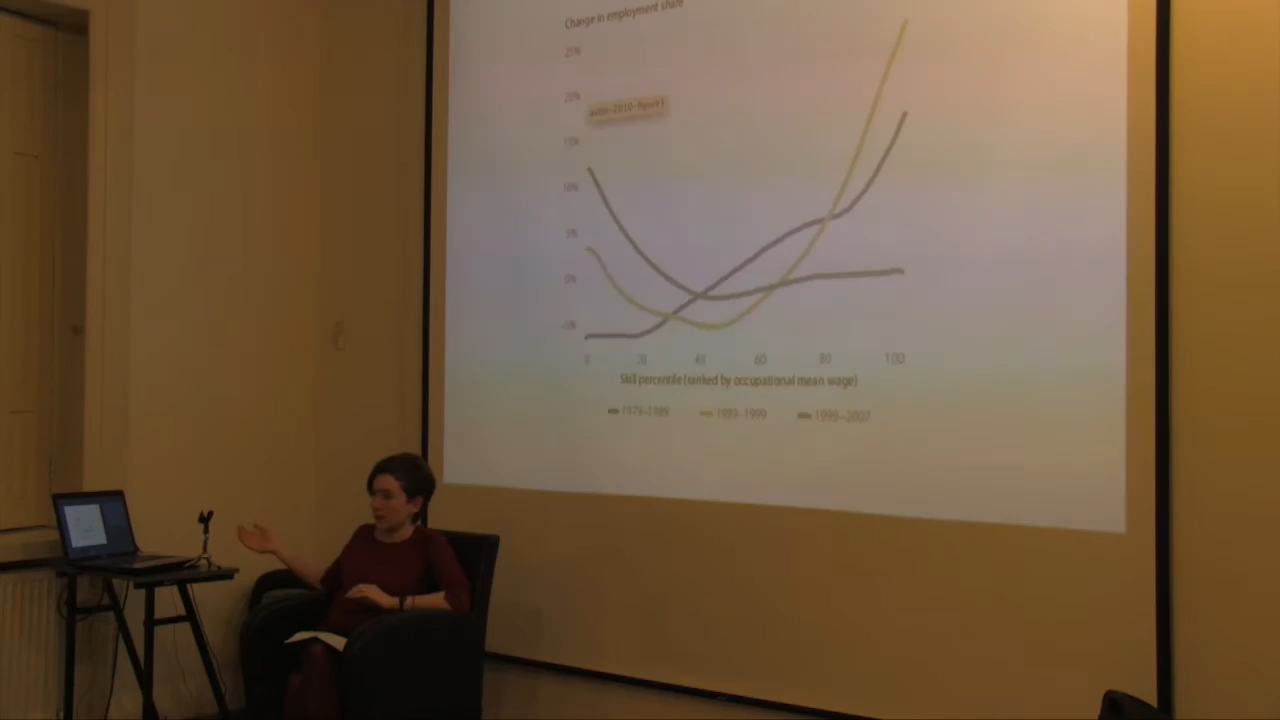 Change in employment share
25%
20%
autor-2010-figure1
15%
10%
5%
0%
-5%
0 20 40 60 80 100
Skill percentile (ranked by occupational mean wage)
1979–1989 1989–1999 1999–2007